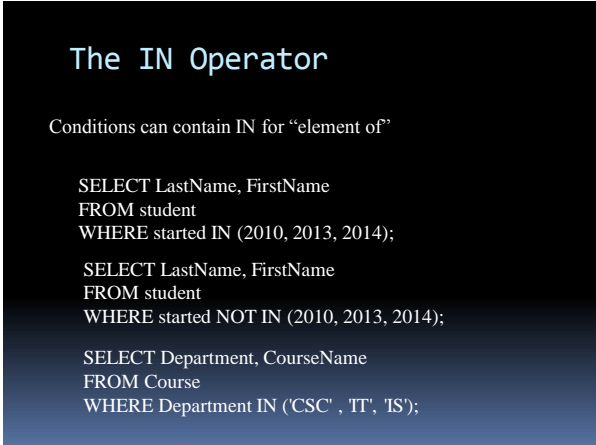 The IN Operator
Conditions can contain IN for “element of”
SELECT LastName, FirstName
FROM student
WHERE started IN (2010, 2013, 2014);
SELECT LastName, FirstName
FROM student
WHERE started NOT IN (2010, 2013, 2014);
SELECT Department, CourseName
FROM Course
WHERE Department IN ('CSC' , 'IT', 'IS');